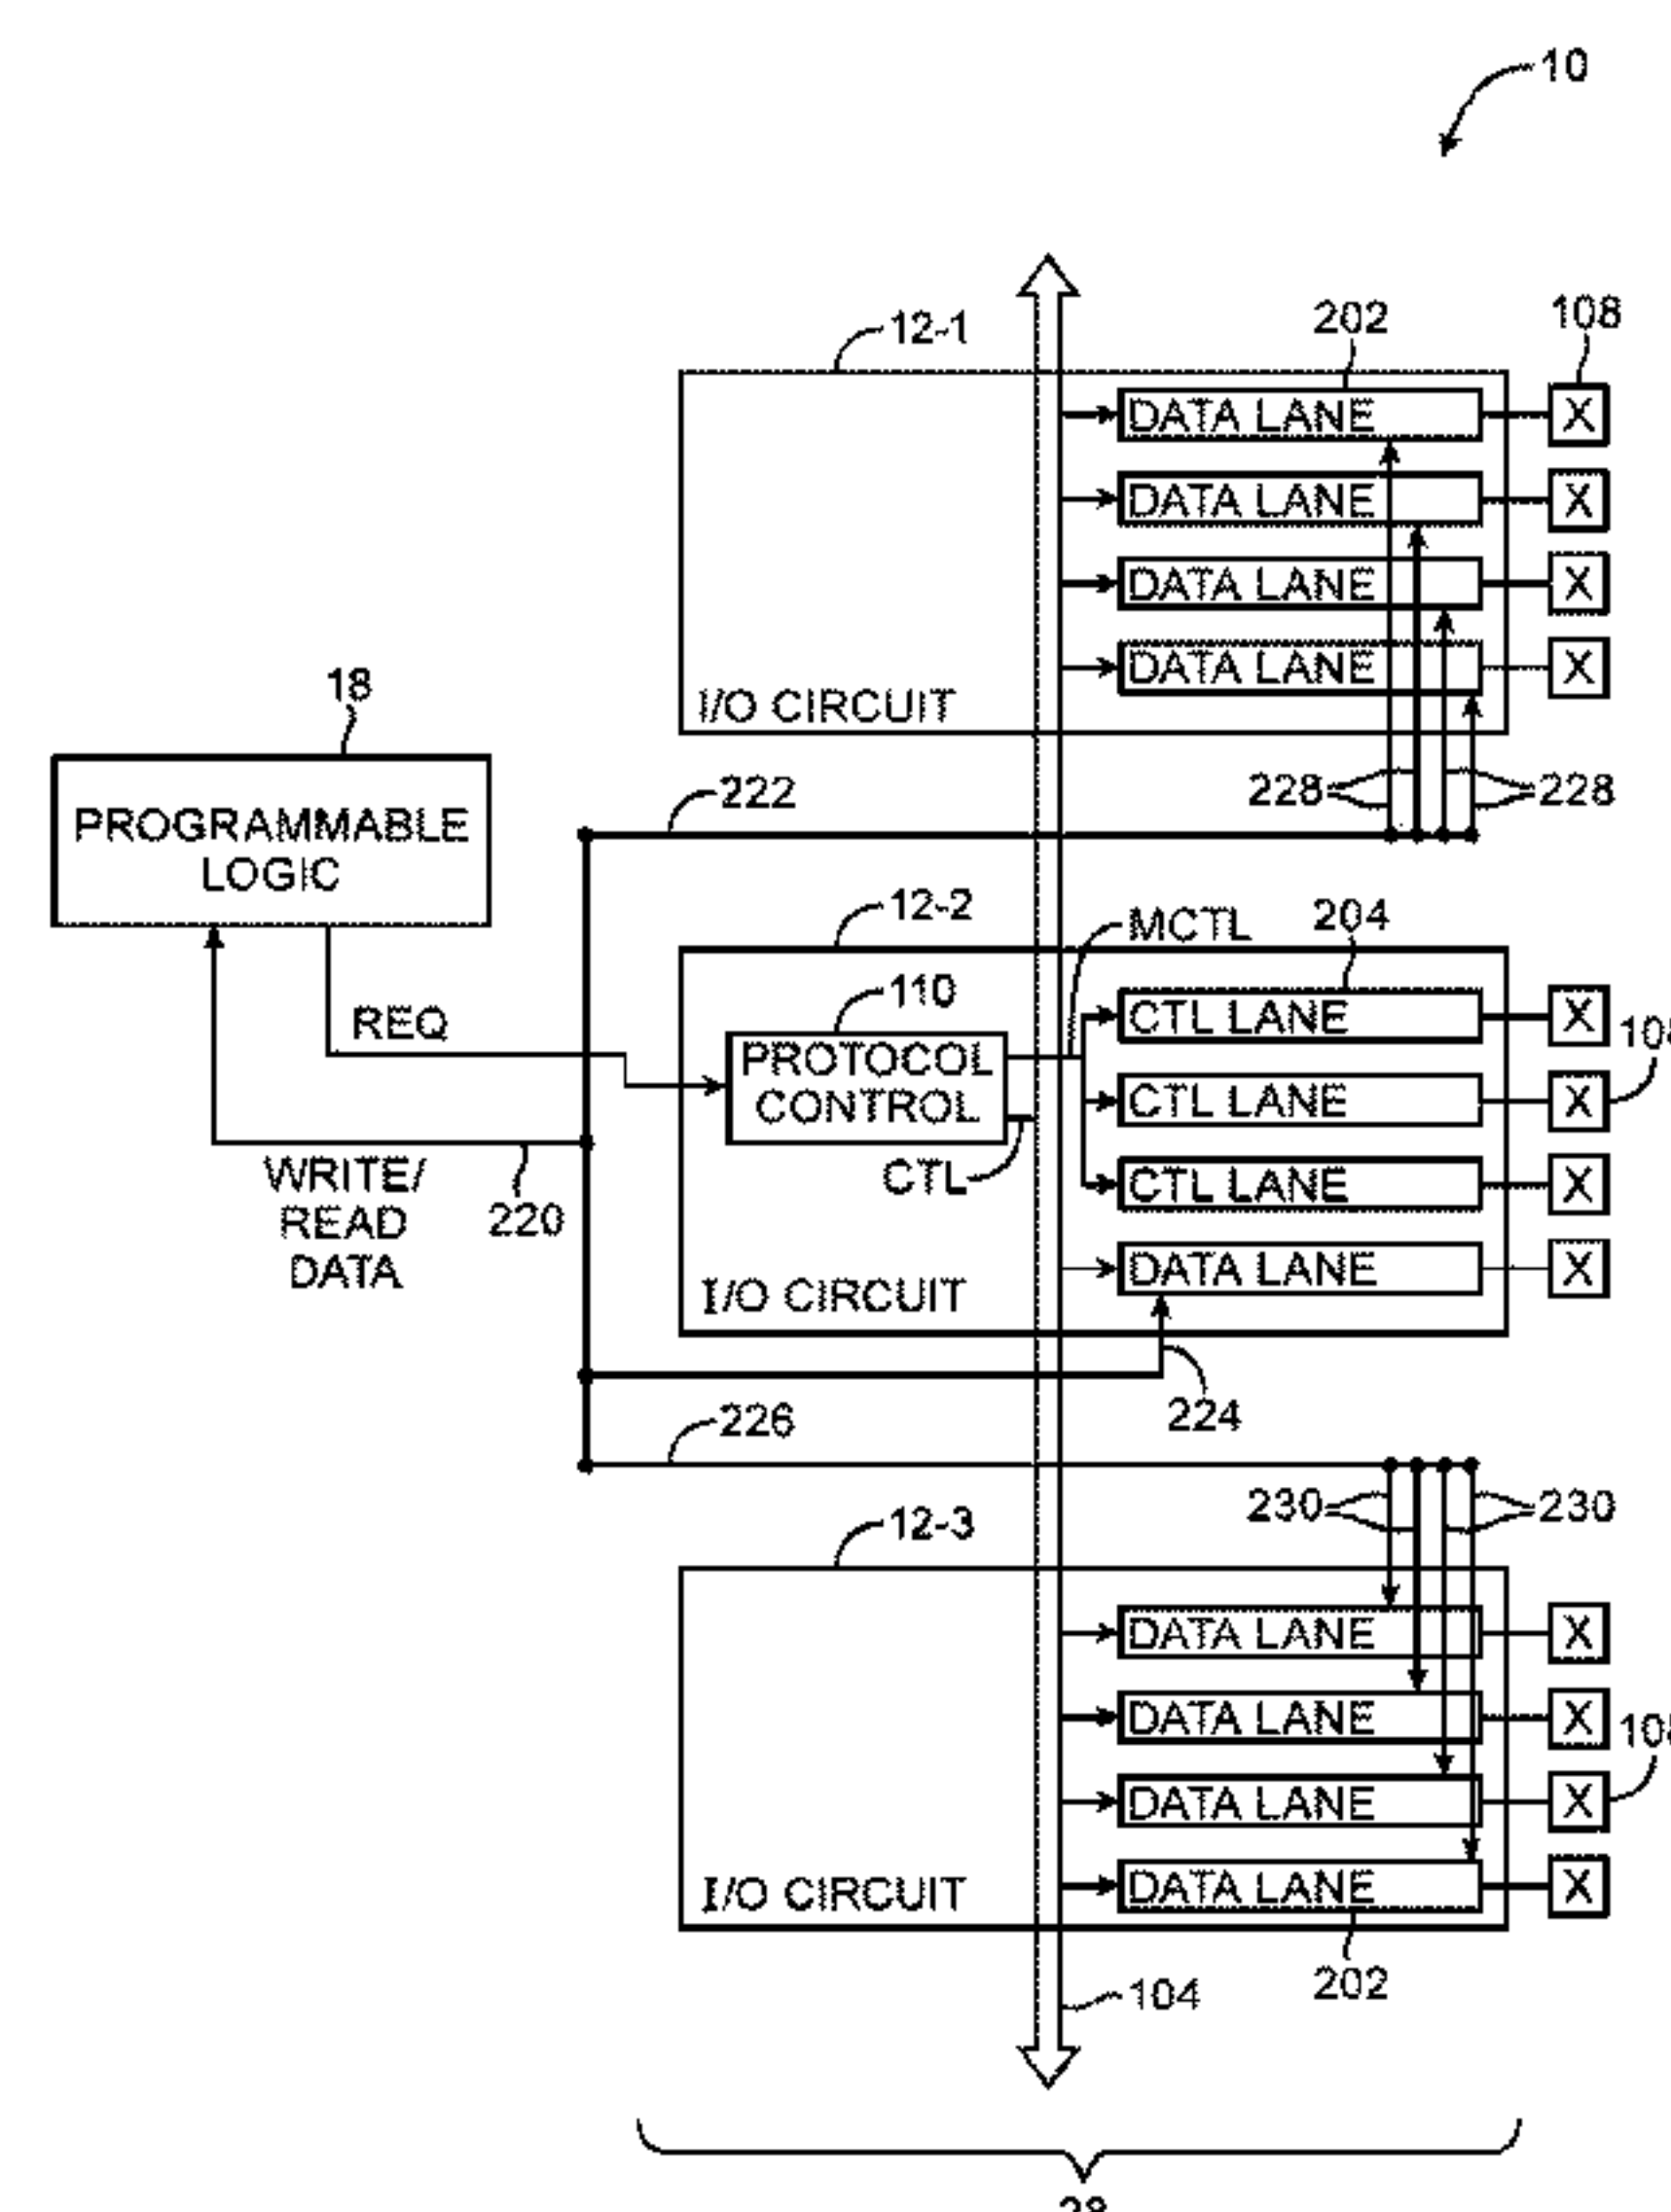 10
12-1
202
108
DATA LANE
X
DATA LANE
X
DATA LANE
X
DATA LANE
X
I/O CIRCUIT
18
PROGRAMMABLE
LOGIC
222
228
228
12-2
MCTL
204
110
REQ
PROTOCOL
CONTROL
CTL LANE
X
CTL LANE
X
CTL
CTL LANE
X
WRITE/
READ
DATA
220
DATA LANE
X
I/O CIRCUIT
224
226
230
230
12-3
DATA LANE
X
DATA LANE
X
DATA LANE
X
DATA LANE
X
I/O CIRCUIT
202
104